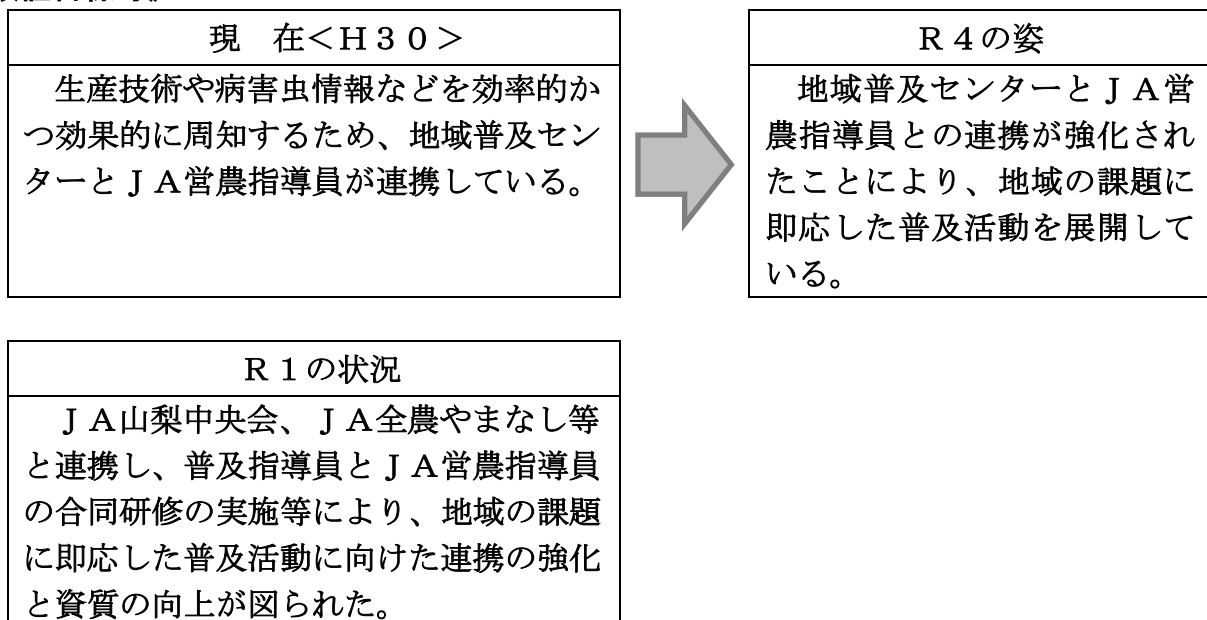 現　在＜Ｈ３０＞
生産技術や病害虫情報などを効率的か
つ効果的に周知するため、地域普及セン
ターとＪＡ営農指導員が連携している。
Ｒ４の姿
地域普及センターとＪＡ営
農指導員との連携が強化され
たことにより、地域の課題に
即応した普及活動を展開して
いる。
Ｒ１の状況
ＪＡ山梨中央会、ＪＡ全農やまなし等
と連携し、普及指導員とＪＡ営農指導員
の合同研修の実施等により、地域の課題
に即応した普及活動に向けた連携の強化
と資質の向上が図られた。